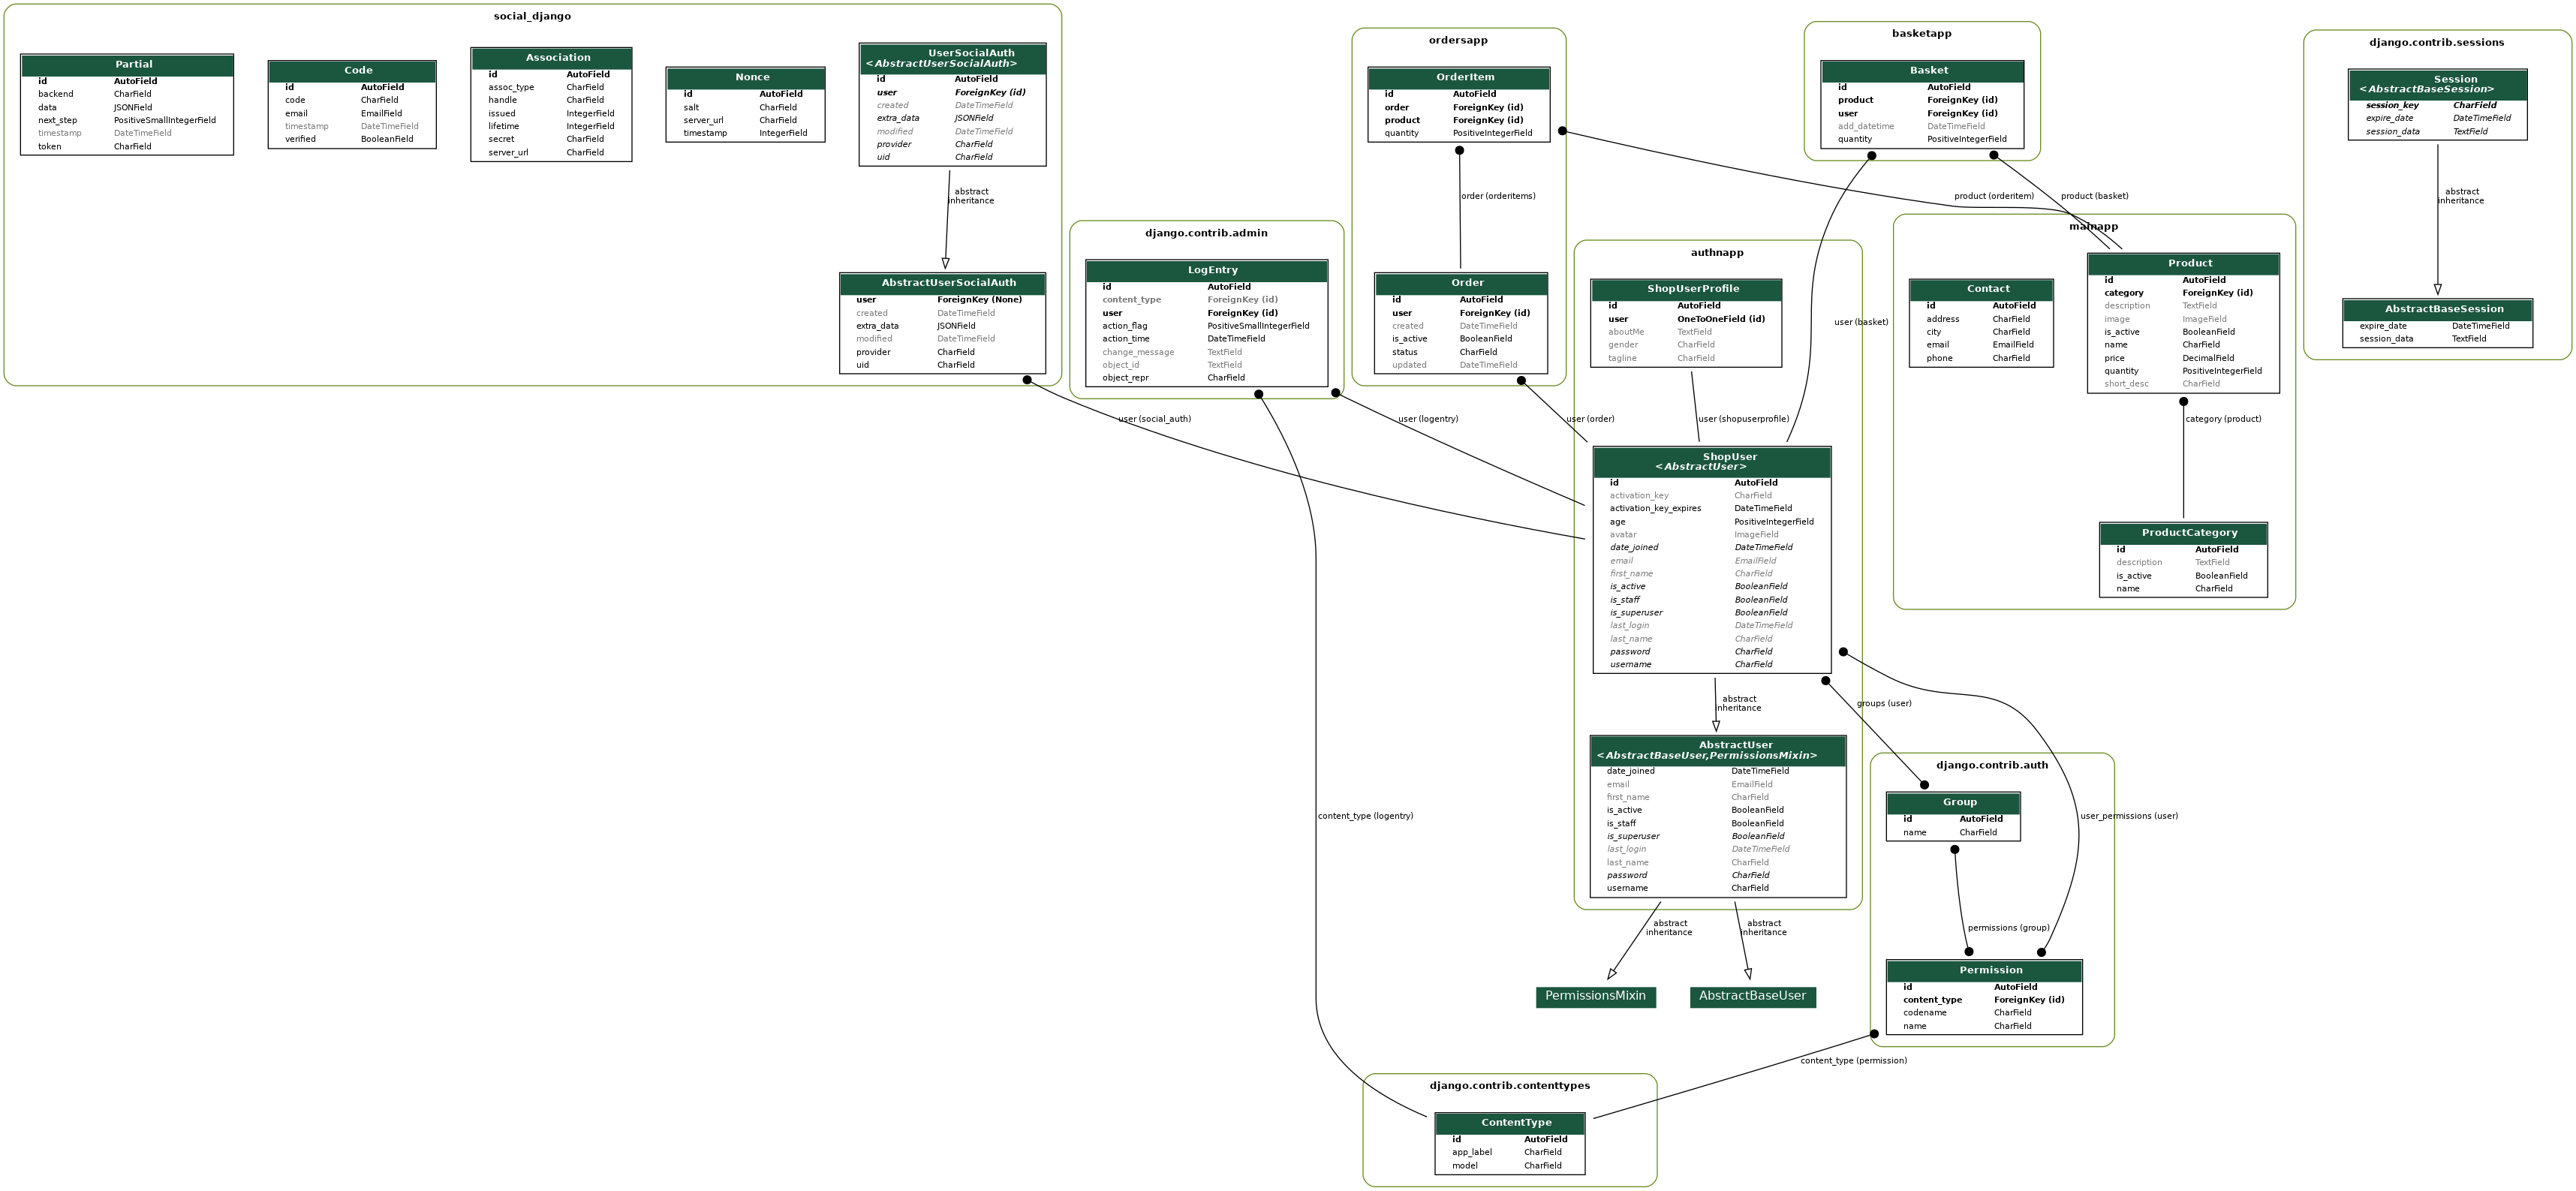 social_django
Partial
id AutoField
backend CharField
data JSONField
next_step PositiveSmallIntegerField
timestamp DateTimeField
token CharField
Code
id AutoField
code CharField
email EmailField
timestamp DateTimeField
verified BooleanField
Association
id AutoField
assoc_type CharField
handle CharField
issued IntegerField
lifetime IntegerField
secret CharField
server_url CharField
Nonce
id AutoField
salt CharField
server_url CharField
timestamp IntegerField
UserSocialAuth
<AbstractUserSocialAuth>
id AutoField
user ForeignKey (id)
created DateTimeField
extra_data JSONField
modified DateTimeField
provider CharField
uid CharField
abstract
inheritance
AbstractUserSocialAuth
user ForeignKey (None)
created DateTimeField
extra_data JSONField
modified DateTimeField
provider CharField
uid CharField
user (social_auth)
django.contrib.admin
LogEntry
id AutoField
content_type ForeignKey (id)
user ForeignKey (id)
action_flag PositiveSmallIntegerField
action_time DateTimeField
change_message TextField
object_id TextField
object_repr CharField
user (logentry)
content_type (logentry)
ordersapp
OrderItem
id AutoField
order ForeignKey (id)
product ForeignKey (id)
quantity PositiveIntegerField
order (orderitems)
Order
id AutoField
user ForeignKey (id)
created DateTimeField
is_active BooleanField
status CharField
updated DateTimeField
user (order)
basketapp
Basket
id AutoField
product ForeignKey (id)
user ForeignKey (id)
add_datetime DateTimeField
quantity PositiveIntegerField
product (orderitem)
product (basket)
user (basket)
authnapp
ShopUserProfile
id AutoField
user OneToOneField (id)
aboutMe TextField
gender CharField
tagline CharField
user (shopuserprofile)
ShopUser
<AbstractUser>
id AutoField
activation_key CharField
activation_key_expires DateTimeField
age PositiveIntegerField
avatar ImageField
date_joined DateTimeField
email EmailField
first_name CharField
is_active BooleanField
is_staff BooleanField
is_superuser BooleanField
last_login DateTimeField
last_name CharField
password CharField
username CharField
abstract
inheritance
AbstractUser
<AbstractBaseUser,PermissionsMixin>
date_joined DateTimeField
email EmailField
first_name CharField
is_active BooleanField
is_staff BooleanField
is_superuser BooleanField
last_login DateTimeField
last_name CharField
password CharField
username CharField
abstract
inheritance
abstract
inheritance
PermissionsMixin
AbstractBaseUser
mainapp
Contact
id AutoField
address CharField
city CharField
email EmailField
phone CharField
Product
id AutoField
category ForeignKey (id)
description TextField
image ImageField
is_active BooleanField
name CharField
price DecimalField
quantity PositiveIntegerField
short_desc CharField
category (product)
ProductCategory
id AutoField
description TextField
is_active BooleanField
name CharField
django.contrib.sessions
Session
<AbstractBaseSession>
session_key CharField
expire_date DateTimeField
session_data TextField
abstract
inheritance
AbstractBaseSession
expire_date DateTimeField
session_data TextField
groups (user)
user_permissions (user)
django.contrib.auth
Group
id AutoField
name CharField
permissions (group)
Permission
id AutoField
content_type ForeignKey (id)
codename CharField
name CharField
content_type (permission)
django.contrib.contenttypes
ContentType
id AutoField
app_label CharField
model CharField